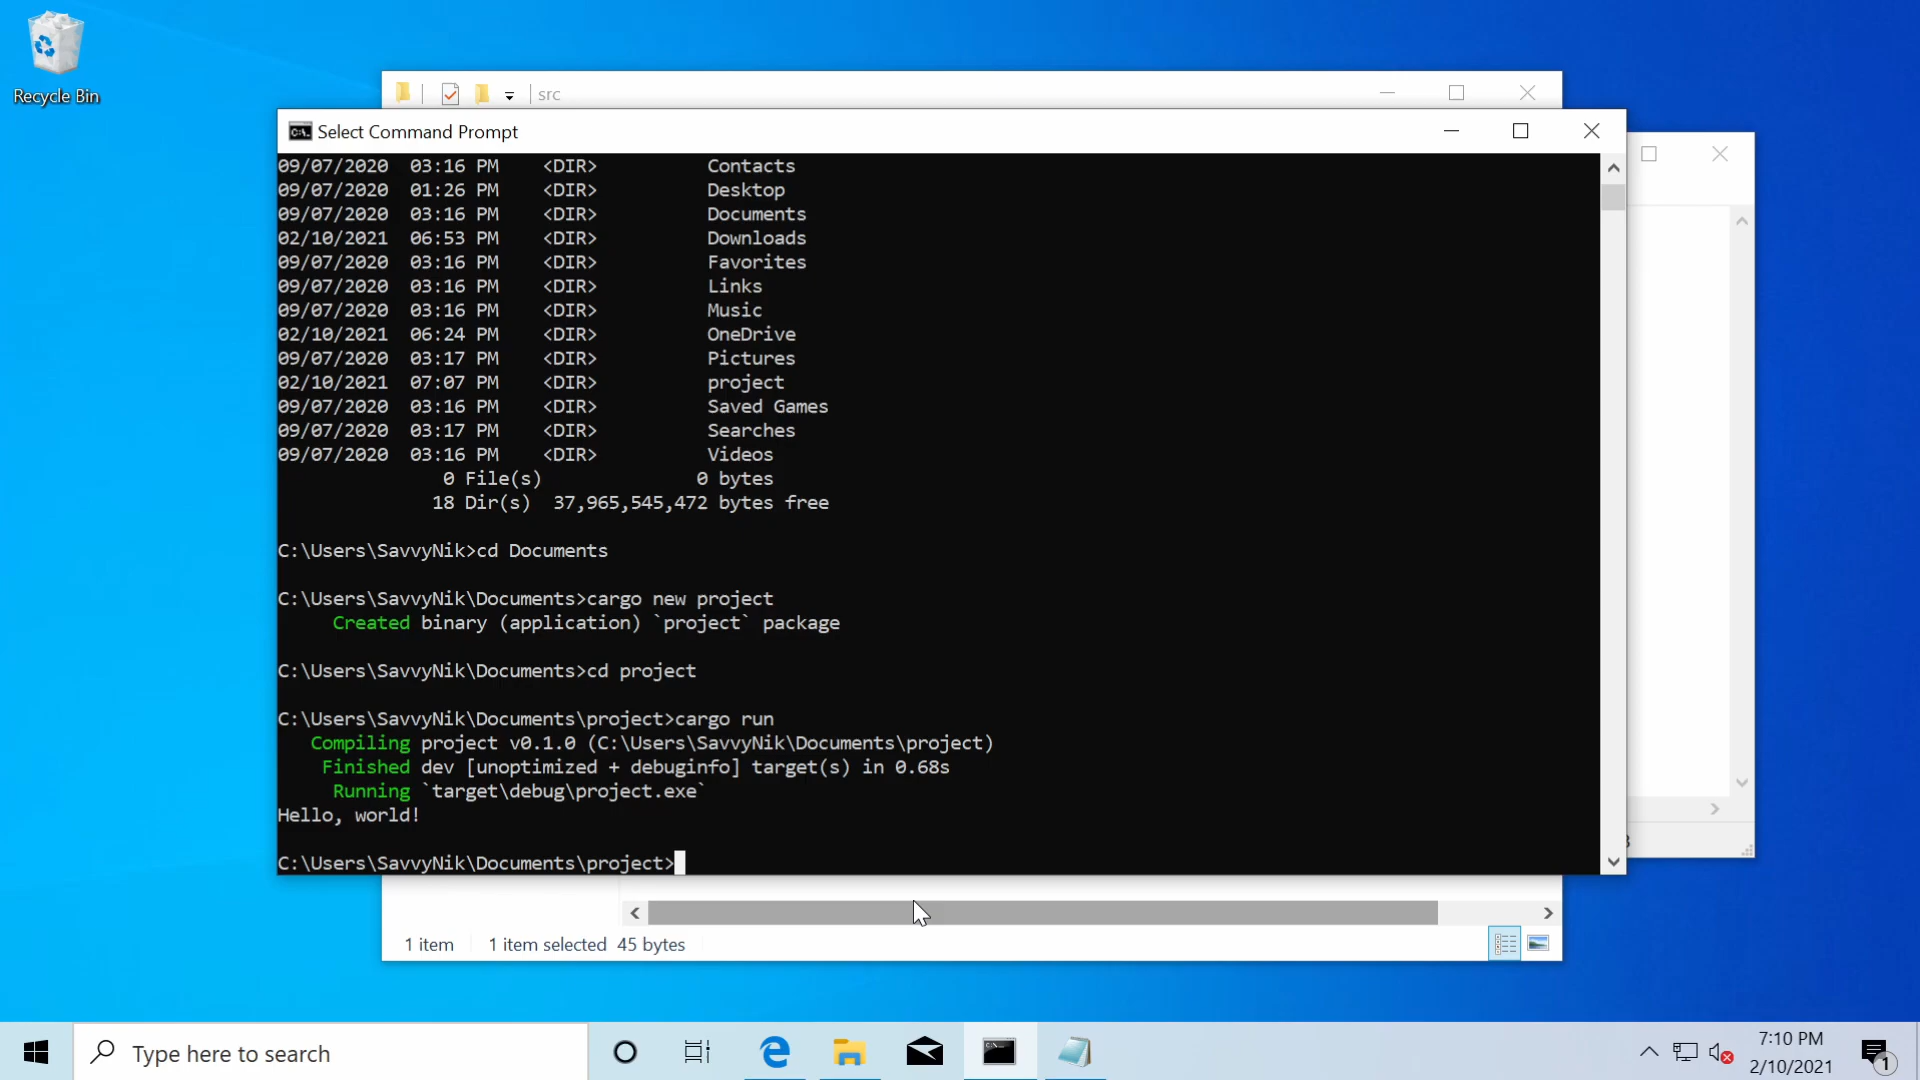 Recycle Bin
src
Select Command Prompt
09/07/2020  03:16 PM    <DIR>          Contacts
09/07/2020  01:26 PM    <DIR>          Desktop
09/07/2020  03:16 PM    <DIR>          Documents
02/10/2021  06:53 PM    <DIR>          Downloads
09/07/2020  03:16 PM    <DIR>          Favorites
09/07/2020  03:16 PM    <DIR>          Links
09/07/2020  03:16 PM    <DIR>          Music
02/10/2021  06:24 PM    <DIR>          OneDrive
09/07/2020  03:17 PM    <DIR>          Pictures
02/10/2021  07:07 PM    <DIR>          project
09/07/2020  03:16 PM    <DIR>          Saved Games
09/07/2020  03:17 PM    <DIR>          Searches
09/07/2020  03:16 PM    <DIR>          Videos
0 File(s)              0 bytes
18 Dir(s)  37,965,545,472 bytes free
C:\Users\SavvyNik>cd Documents
C:\Users\SavvyNik\Documents>cargo new project
Created binary (application) `project` package
C:\Users\SavvyNik\Documents>cd project
C:\Users\SavvyNik\Documents\project>cargo run
Compiling project v0.1.0 (C:\Users\SavvyNik\Documents\project)
Finished dev [unoptimized + debuginfo] target(s) in 0.68s
Running `target\debug\project.exe`
Hello, world!
C:\Users\SavvyNik\Documents\project>
1 item   1 item selected  45 bytes
Type here to search
7:10 PM
2/10/2021
1